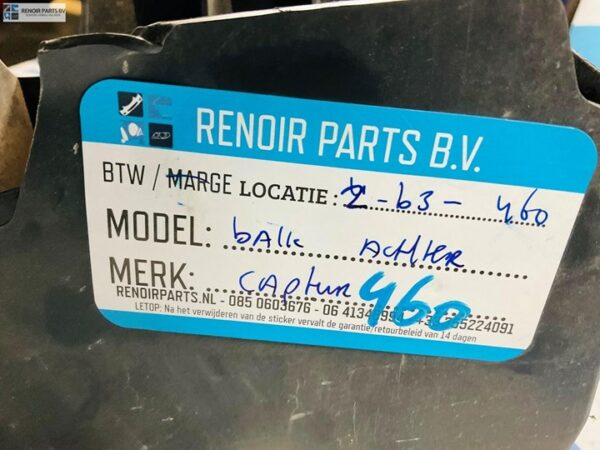 RENOIR PARTS BV
RENOIR PARTS B.V.
BTW / MARGE LOCATIE : 2-63-460
MODEL: balk ACHTER
MERK: CAPtur 460
RENOIRPARTS.NL - 085 0603676 - 06 4134
LETOP: Na het verwijderen van de sticker vervalt de garantie/retourbeleid van 14 dagen